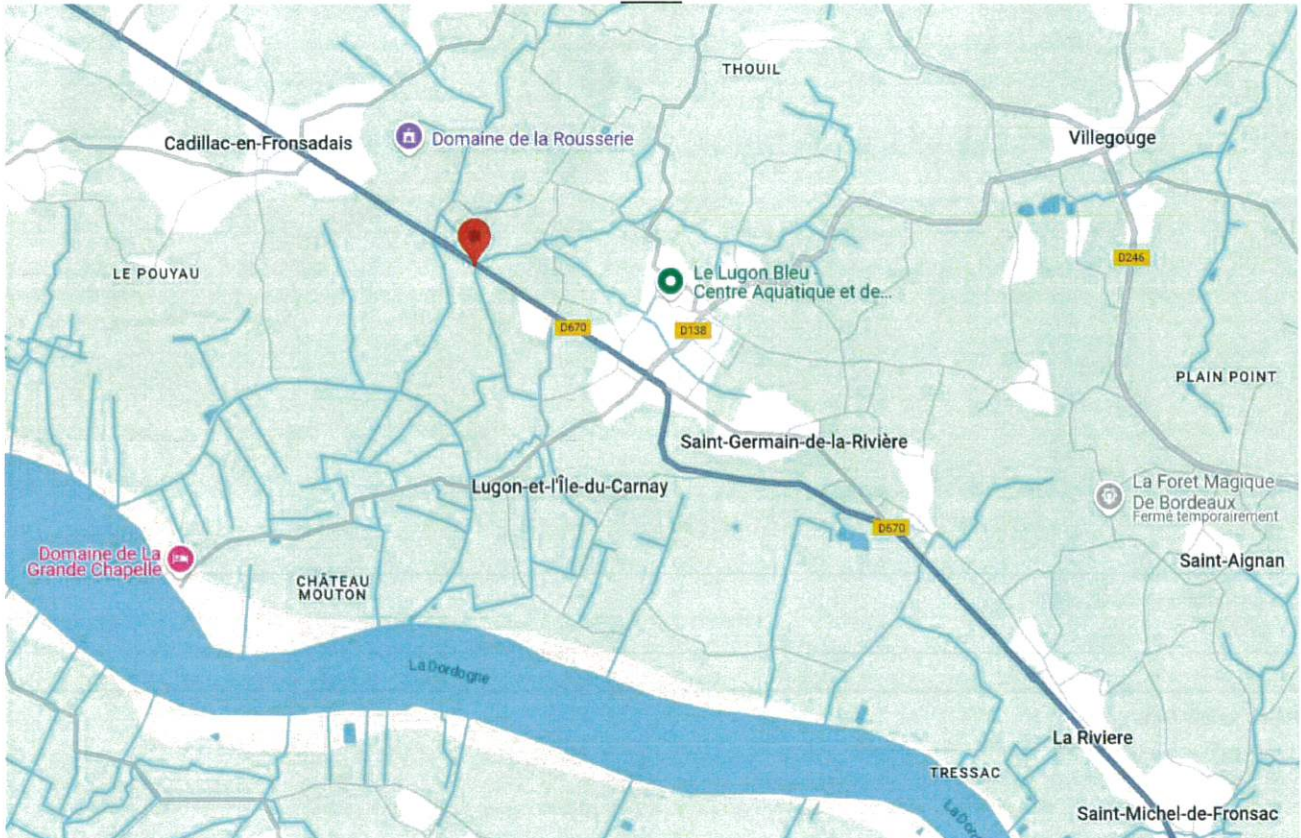 THOUIL
Cadillac-en-Fronsadais
Domaine de la Rousserie
Villegouge
LE POUYAU
D246
Le Lugon Bleu -
Centre Aquatique et de...
D670
D138
PLAIN POINT
Saint-Germain-de-la-Rivière
Lugon-et-l'Île-du-Carnay
La Foret Magique
De Bordeaux
Fermé temporairement
D670
Domaine de La
Grande Chapelle
Saint-Aignan
CHÂTEAU
MOUTON
La Dordogne
La Riviere
TRESSAC
Saint-Michel-de-Fronsac